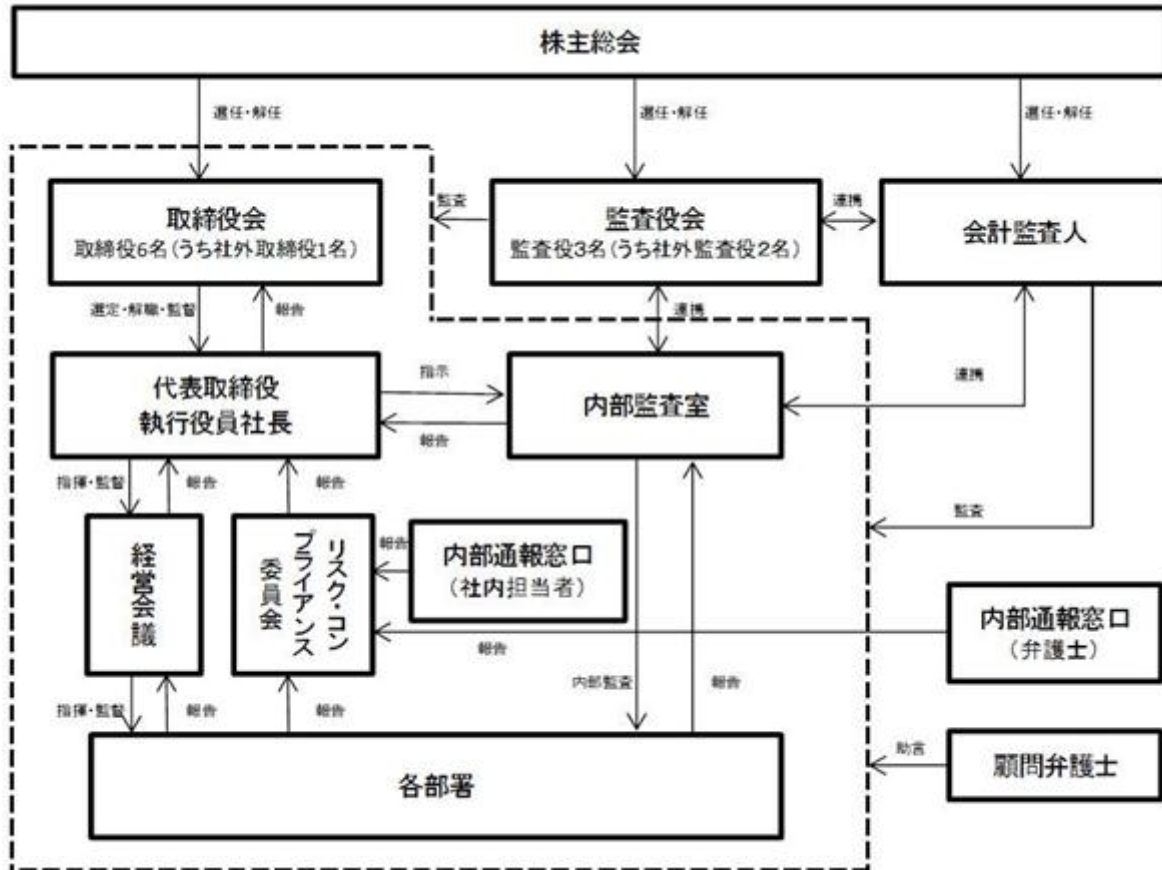 株主総会
選任・解任
選任・解任
選任・解任
取締役会
取締役6名(うち社外取締役1名)
監査
監査役会
監査役3名(うち社外監査役2名)
連携
会計監査人
選定・解職・監督
報告
連携
代表取締役
執行役員社長
指示
報告
内部監査室
連携
指揮・監督
報告
報告
監査
経営会議
リスク・コン
プライアンス
委員会
報告
内部通報窓口
(社内担当者)
報告
内部通報窓口
(弁護士)
指揮・監督
報告
報告
内部監査
報告
各部署
助言
顧問弁護士